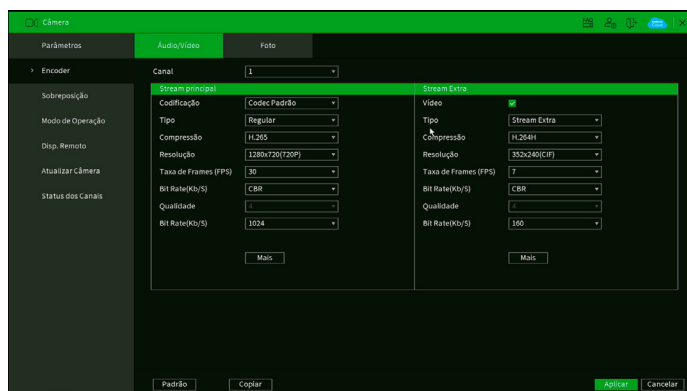 Câmera
Parâmetros
Áudio/Vídeo
Foto
> Encoder
Canal
1
Sobreposição
Modo de Operação
Disp. Remoto
Atualizar Câmera
Status dos Canais
Stream principal
Codificação
Codec Padrão
Tipo
Regular
Compressão
H.265
Resolução
1280x720(720P)
Taxa de Frames (FPS)
30
Bit Rate(Kb/S)
CBR
Qualidade
4
Bit Rate(Kb/S)
1024
Mais
Stream Extra
Vídeo
Tipo
Stream Extra
Compressão
H.264H
Resolução
352x240(CIF)
Taxa de Frames (FPS)
7
Bit Rate(Kb/S)
CBR
Qualidade
4
Bit Rate(Kb/S)
160
Mais
Padrão
Copiar
Aplicar
Cancelar